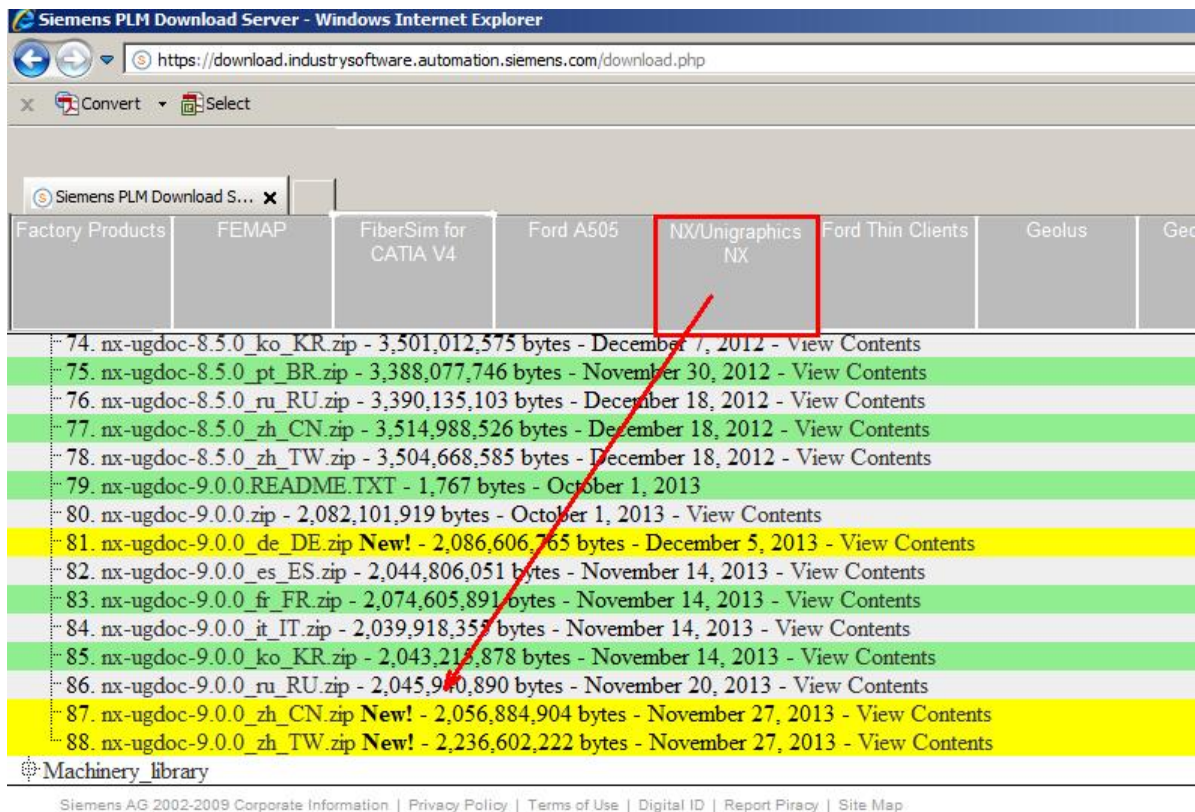 Siemens PLM Download Server - Windows Internet Explorer
https://download.industrysoftware.automation.siemens.com/download.php
x Convert Select
Siemens PLM Download S... x
Factory Products FEMAP FiberSim for CATIA V4 Ford A505 NX/Unigraphics NX Ford Thin Clients Geolus
74. nx-ugdoc-8.5.0_ko_KR.zip - 3,501,012,575 bytes - December 7, 2012 - View Contents
75. nx-ugdoc-8.5.0_pt_BR.zip - 3,388,077,746 bytes - November 30, 2012 - View Contents
76. nx-ugdoc-8.5.0_ru_RU.zip - 3,390,135,103 bytes - December 18, 2012 - View Contents
77. nx-ugdoc-8.5.0_zh_CN.zip - 3,514,988,526 bytes - December 18, 2012 - View Contents
78. nx-ugdoc-8.5.0_zh_TW.zip - 3,504,668,585 bytes - December 18, 2012 - View Contents
79. nx-ugdoc-9.0.0.README.TXT - 1,767 bytes - October 1, 2013
80. nx-ugdoc-9.0.0.zip - 2,082,101,919 bytes - October 1, 2013 - View Contents
81. nx-ugdoc-9.0.0_de_DE.zip New! - 2,086,606,765 bytes - December 5, 2013 - View Contents
82. nx-ugdoc-9.0.0_es_ES.zip - 2,044,806,051 bytes - November 14, 2013 - View Contents
83. nx-ugdoc-9.0.0_fr_FR.zip - 2,074,605,891 bytes - November 14, 2013 - View Contents
84. nx-ugdoc-9.0.0_it_IT.zip - 2,039,918,355 bytes - November 14, 2013 - View Contents
85. nx-ugdoc-9.0.0_ko_KR.zip - 2,043,215,878 bytes - November 14, 2013 - View Contents
86. nx-ugdoc-9.0.0_ru_RU.zip - 2,045,940,890 bytes - November 20, 2013 - View Contents
87. nx-ugdoc-9.0.0_zh_CN.zip New! - 2,056,884,904 bytes - November 27, 2013 - View Contents
88. nx-ugdoc-9.0.0_zh_TW.zip New! - 2,236,602,222 bytes - November 27, 2013 - View Contents
Machinery_library
Siemens AG 2002-2009 Corporate Information | Privacy Policy | Terms of Use | Digital ID | Report Piracy | Site Map